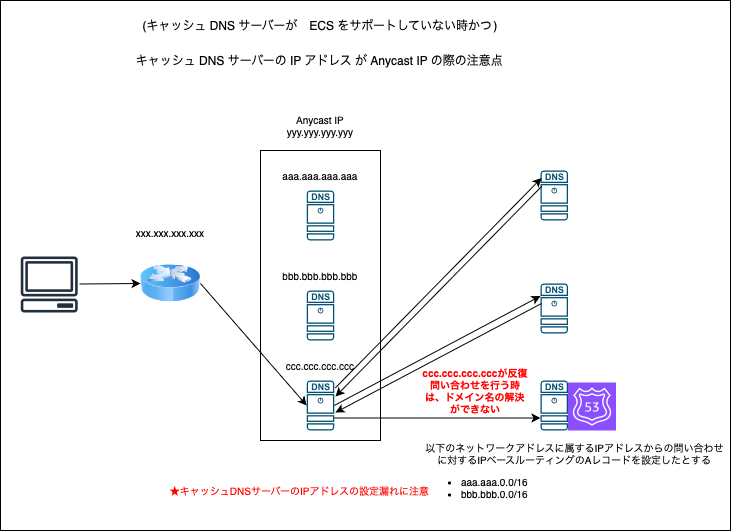 (キャッシュ DNS サーバーが　ECS をサポートしていない時かつ)
キャッシュ DNS サーバーの IP アドレス が Anycast IP の際の注意点
Anycast IP
yyy.yyy.yyy.yyy
aaa.aaa.aaa.aaa
DNS
DNS
xxx.xxx.xxx.xxx
bbb.bbb.bbb.bbb
DNS
DNS
ccc.ccc.ccc.ccc
DNS
ccc.ccc.ccc.cccが反復
問い合わせを行う時
は、ドメイン名の解決
ができない
DNS
53
以下のネットワークアドレスに属するIPアドレスからの問い合わせ
に対するIPベースルーティングのAレコードを設定したとする
• aaa.aaa.0.0/16
• bbb.bbb.0.0/16
★キャッシュDNSサーバーのIPアドレスの設定漏れに注意